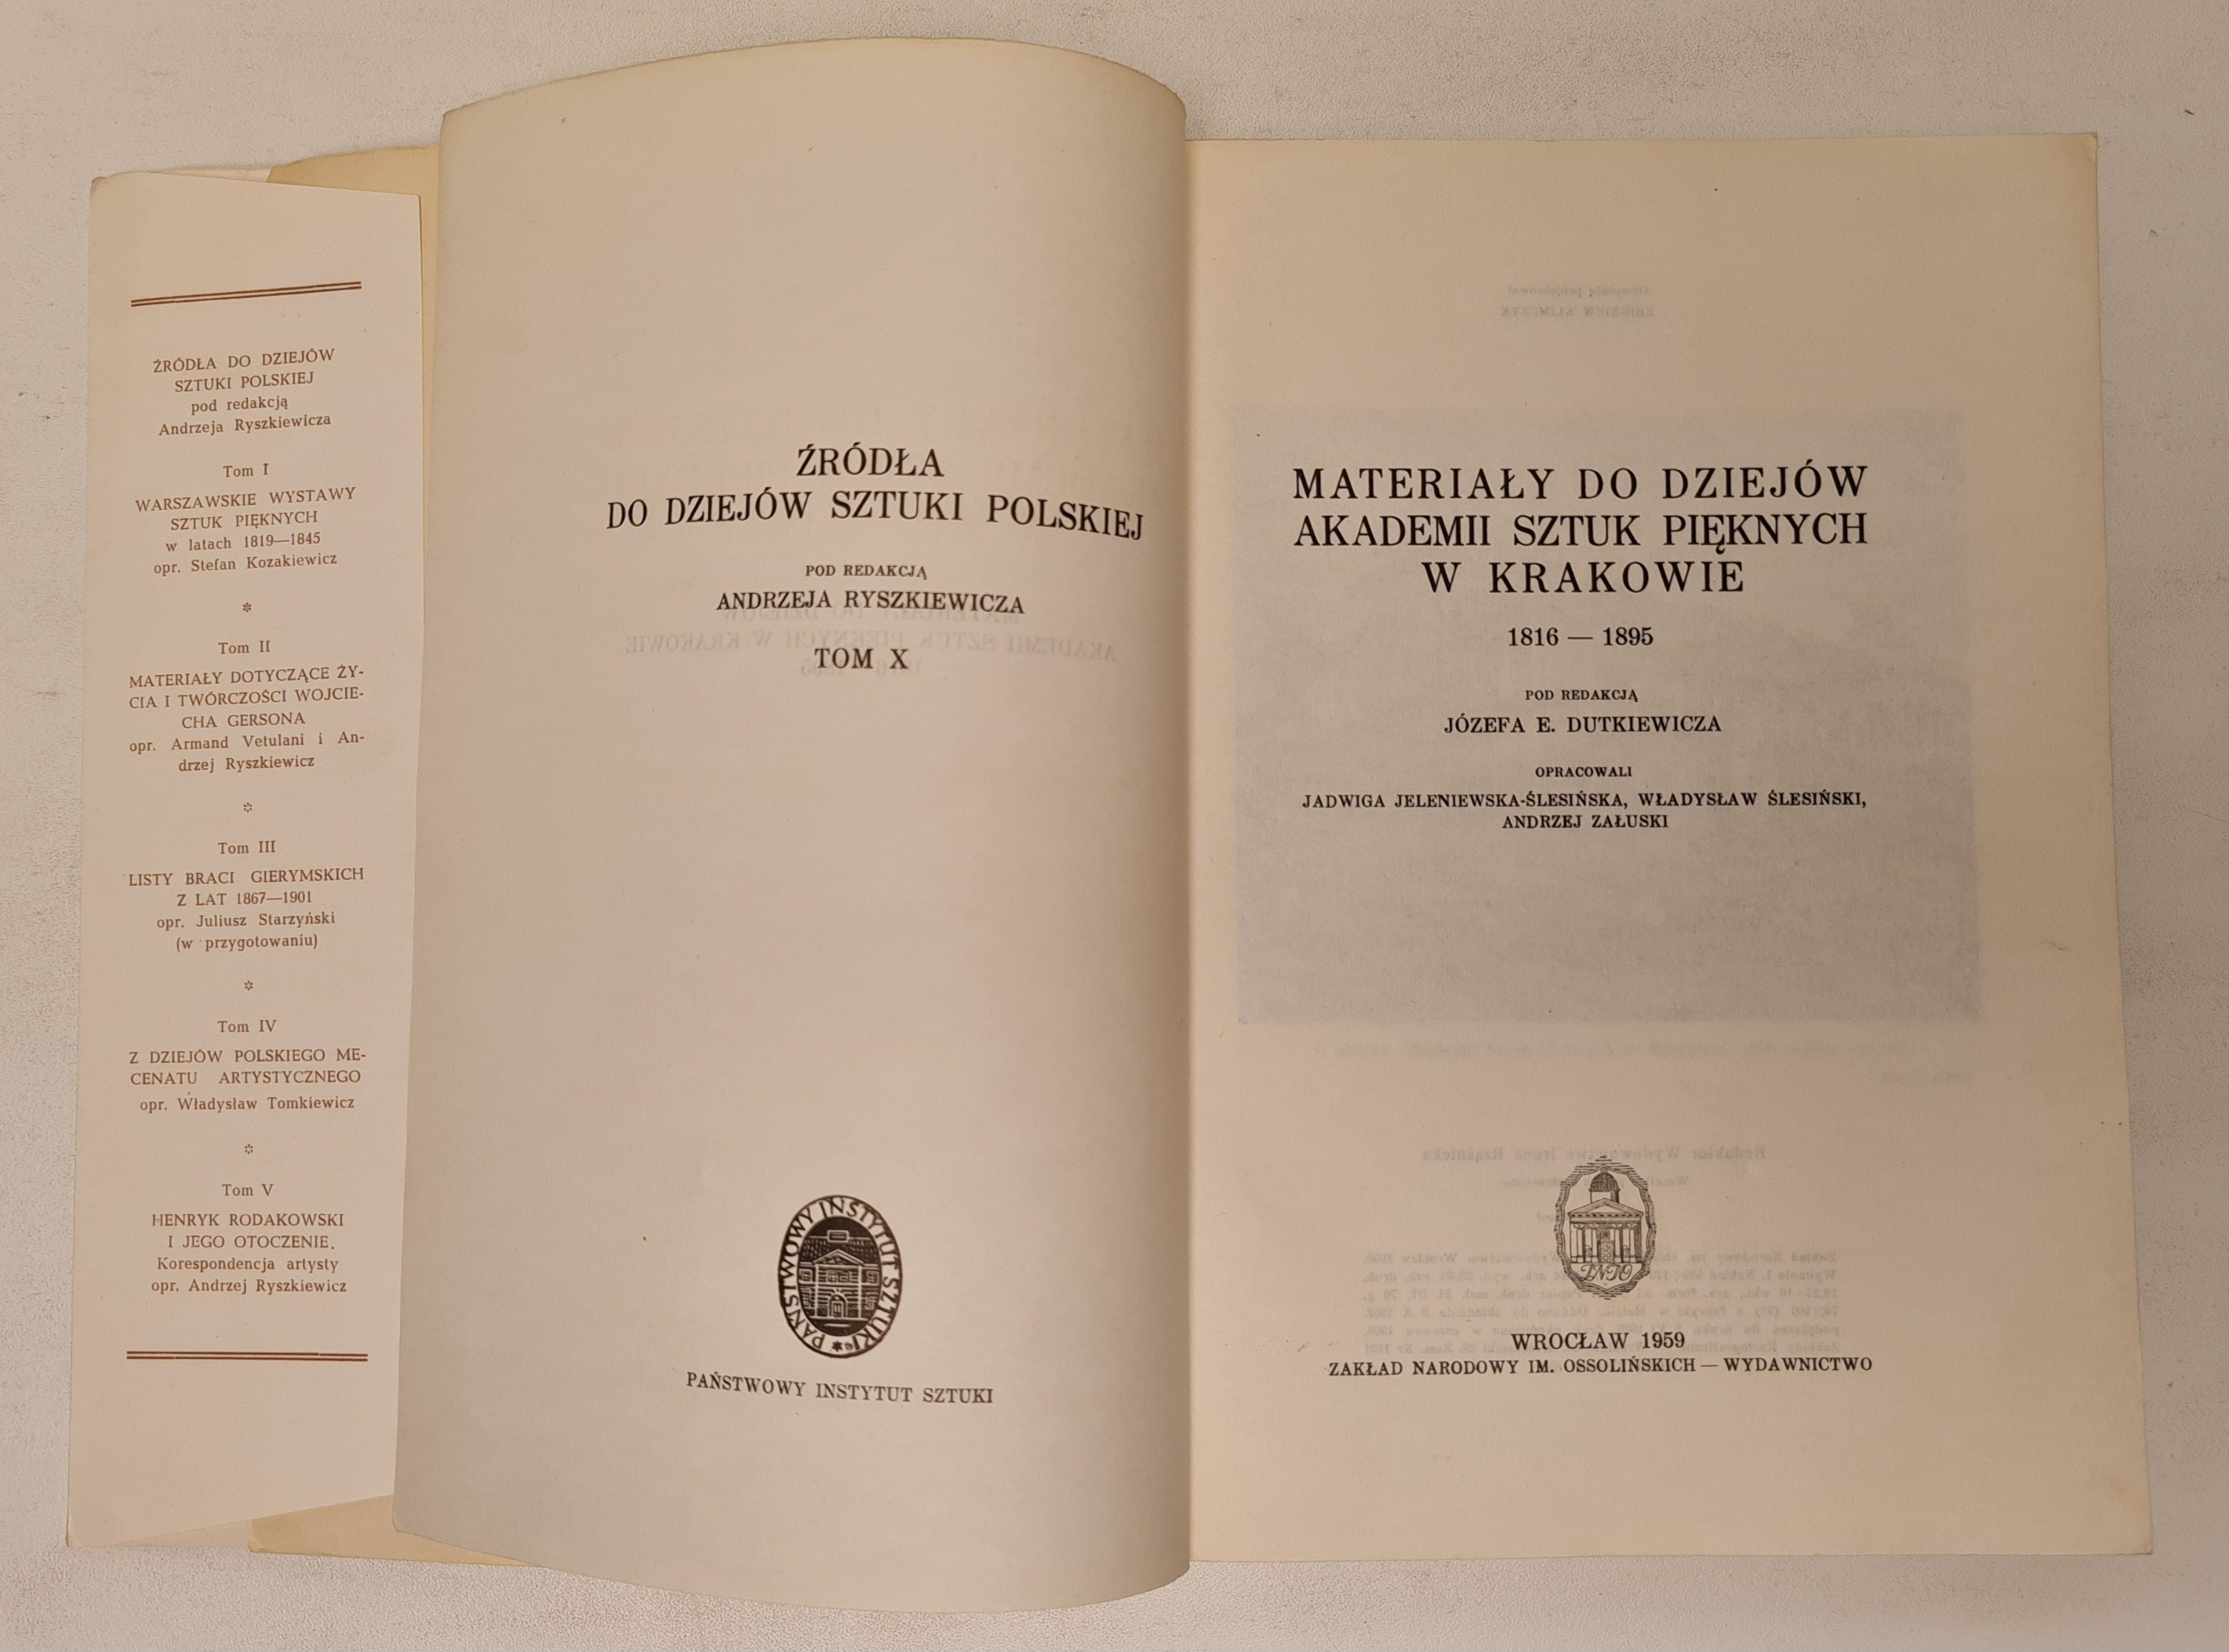 ŹRÓDŁA DO DZIEJÓW
SZTUKI POLSKIEJ
pod redakcją
Andrzeja Ryszkiewicza
Tom I
WARSZAWSKIE WYSTAWY
SZTUK PIĘKNYCH
w latach 1819—1845
opr. Stefan Kozakiewicz
*
Tom II
MATERIAŁY DOTYCZĄCE ŻY-
CIA I TWÓRCZOŚCI WOJCIE-
CHA GERSONA
opr. Armand Vetulani i An-
drzej Ryszkiewicz
*
Tom III
LISTY BRACI GIERYMSKICH
Z LAT 1867—1901
opr. Juliusz Starzyński
(w przygotowaniu)
*
Tom IV
Z DZIEJÓW POLSKIEGO ME-
CENATU ARTYSTYCZNEGO
opr. Władysław Tomkiewicz
*
Tom V
HENRYK RODAKOWSKI
I JEGO OTOCZENIE.
Korespondencja artysty
opr. Andrzej Ryszkiewicz
ŹRÓDŁA
DO DZIEJÓW SZTUKI POLSKIEJ
POD REDAKCJĄ
ANDRZEJA RYSZKIEWICZA
TOM X
PAŃSTWOWY INSTYTUT SZTUKI
PAŃSTWOWY INSTYTUT SZTUKI
MATERIAŁY DO DZIEJÓW
AKADEMII SZTUK PIĘKNYCH
W KRAKOWIE
1816 — 1895
POD REDAKCJĄ
JÓZEFA E. DUTKIEWICZA
OPRACOWALI
JADWIGA JELENIEWSKA-ŚLESIŃSKA, WŁADYSŁAW ŚLESIŃSKI,
ANDRZEJ ZAŁUSKI
WROCŁAW 1959
ZAKŁAD NARODOWY IM. OSSOLIŃSKICH — WYDAWNICTWO